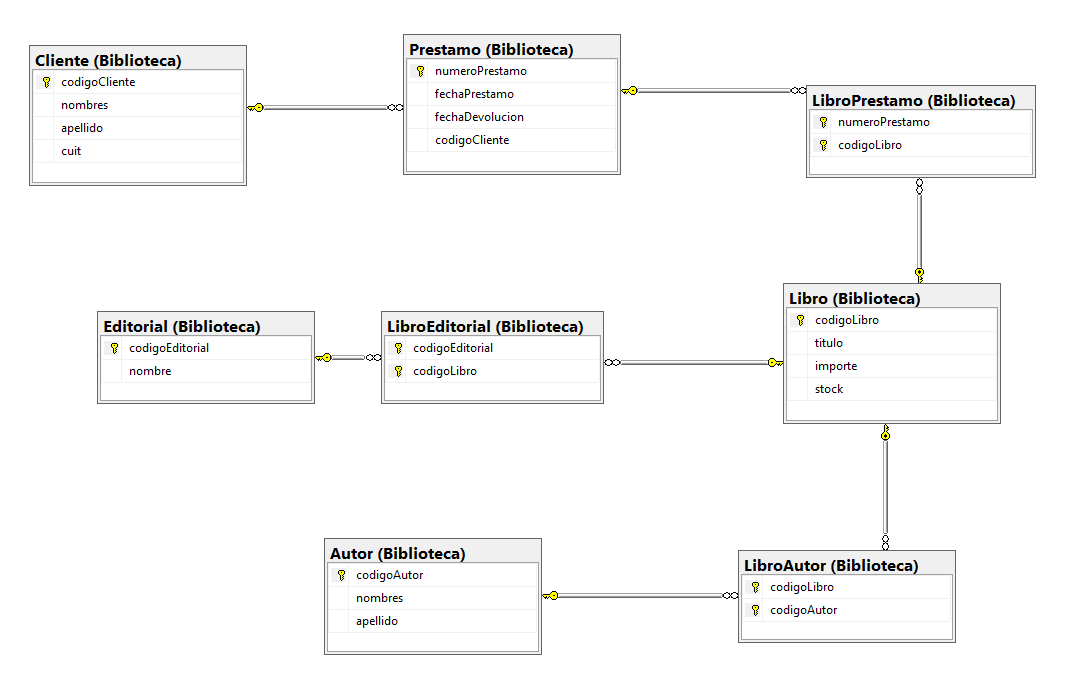 Cliente (Biblioteca)
codigoCliente
nombres
apellido
cuit
Prestamo (Biblioteca)
numeroPrestamo
fechaPrestamo
fechaDevolucion
codigoCliente
LibroPrestamo (Biblioteca)
numeroPrestamo
codigoLibro
Editorial (Biblioteca)
codigoEditorial
nombre
LibroEditorial (Biblioteca)
codigoEditorial
codigoLibro
Libro (Biblioteca)
codigoLibro
titulo
importe
stock
Autor (Biblioteca)
codigoAutor
nombres
apellido
LibroAutor (Biblioteca)
codigoLibro
codigoAutor